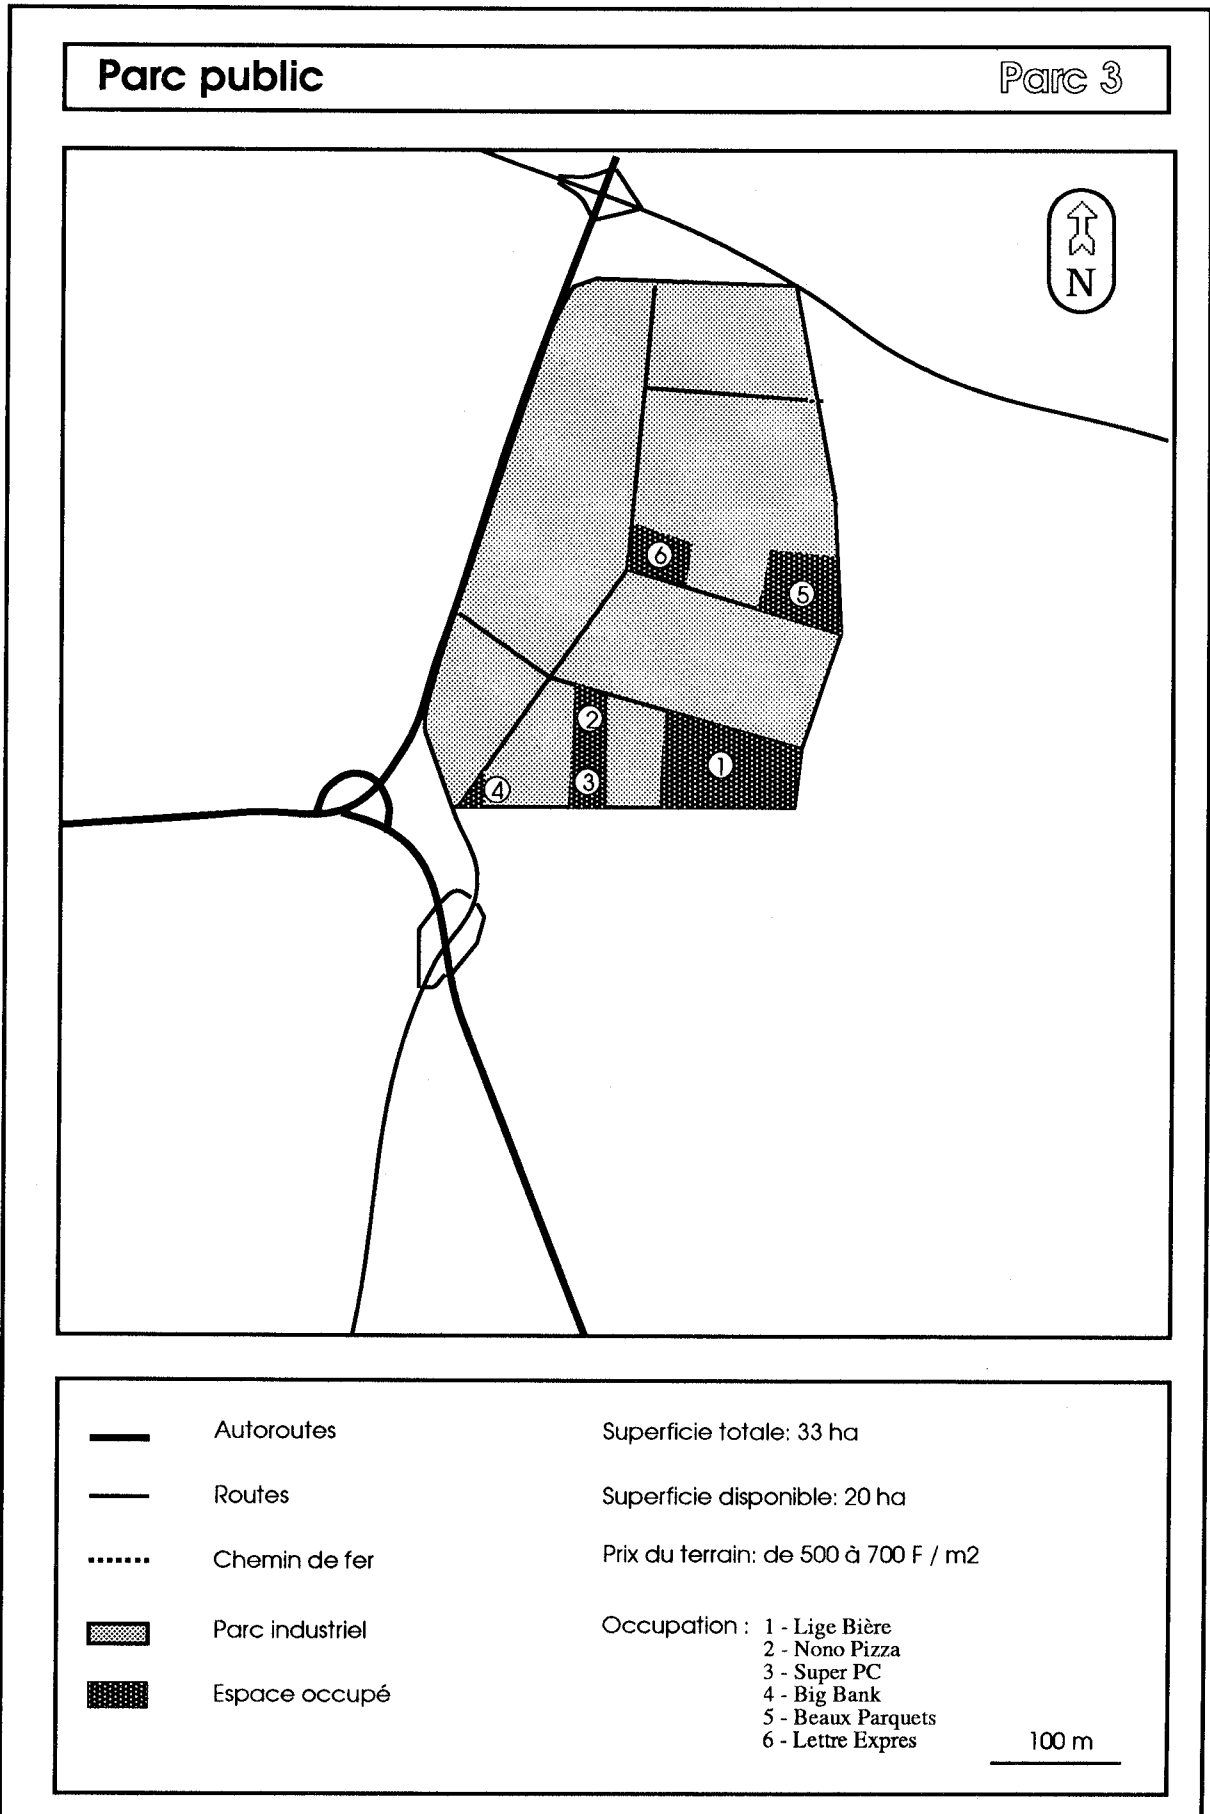 Parc public
Parc 3
N
6
5
2
1
3
4
Autoroutes
Superficie totale: 33 ha
Routes
Superficie disponible: 20 ha
Chemin de fer
Prix du terrain: de 500 à 700 F / m2
Parc industriel
Occupation : 1 - Lige Bière
2 - Nono Pizza
3 - Super PC
4 - Big Bank
Espace occupé
5 - Beaux Parquets
6 - Lettre Expres
100 m